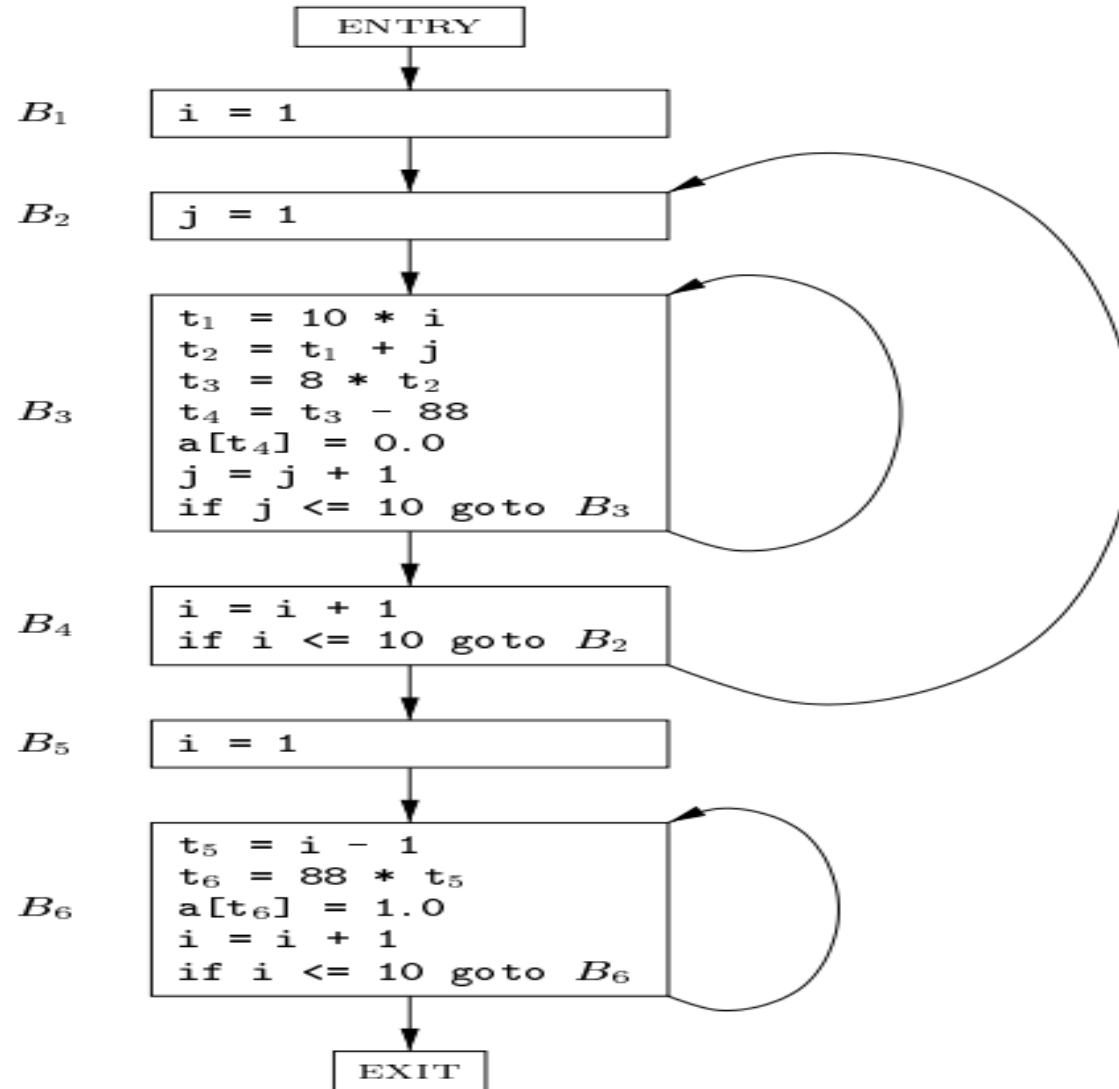 ENTRY
B₁ i = 1
B₂ j = 1
t₁ = 10 * i
t₂ = t₁ + j
t₃ = 8 * t₂
B₃ t₄ = t₃ - 88
a[t₄] = 0.0
j = j + 1
if j <= 10 goto B₃
B₄ i = i + 1
if i <= 10 goto B₂
B₅ i = 1
t₅ = i - 1
t₆ = 88 * t₅
B₆ a[t₆] = 1.0
i = i + 1
if i <= 10 goto B₆
EXIT